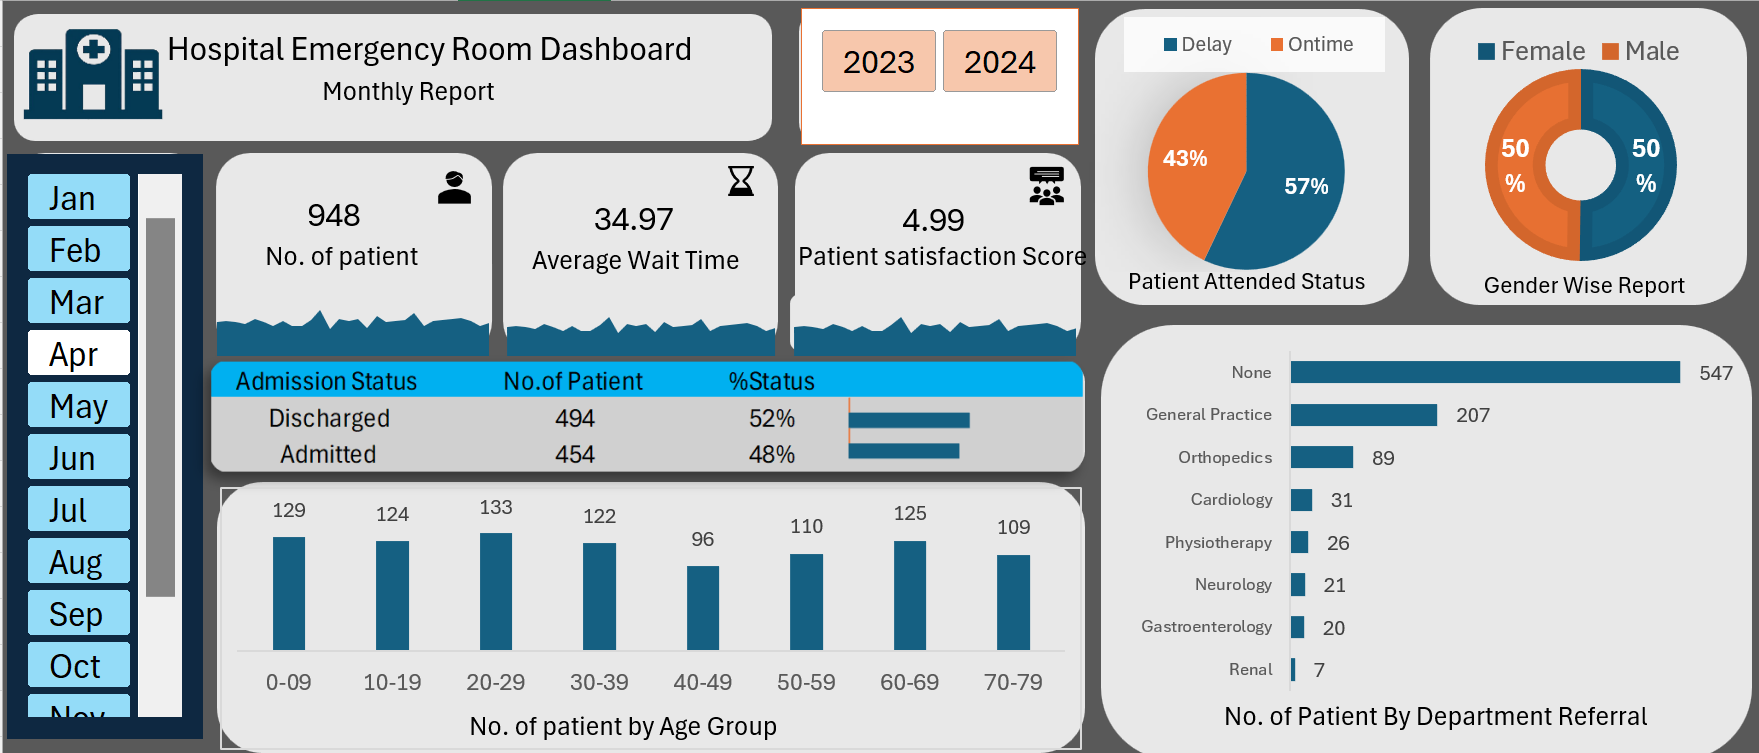 Hospital Emergency Room Dashboard
Monthly Report
2023
2024
Delay
Ontime
43%
57%
Patient Attended Status
Female
Male
50
%
50
%
Gender Wise Report
Jan
Feb
Mar
Apr
May
Jun
Jul
Aug
Sep
Oct
Nov
948
No. of patient
34.97
Average Wait Time
4.99
Patient satisfaction Score
Admission Status No.of Patient %Status
Discharged 494 52%
Admitted 454 48%
129 124 133 122 96 110 125 109
0-09 10-19 20-29 30-39 40-49 50-59 60-69 70-79
No. of patient by Age Group
None 547
General Practice 207
Orthopedics 89
Cardiology 31
Physiotherapy 26
Neurology 21
Gastroenterology 20
Renal 7
No. of Patient By Department Referral